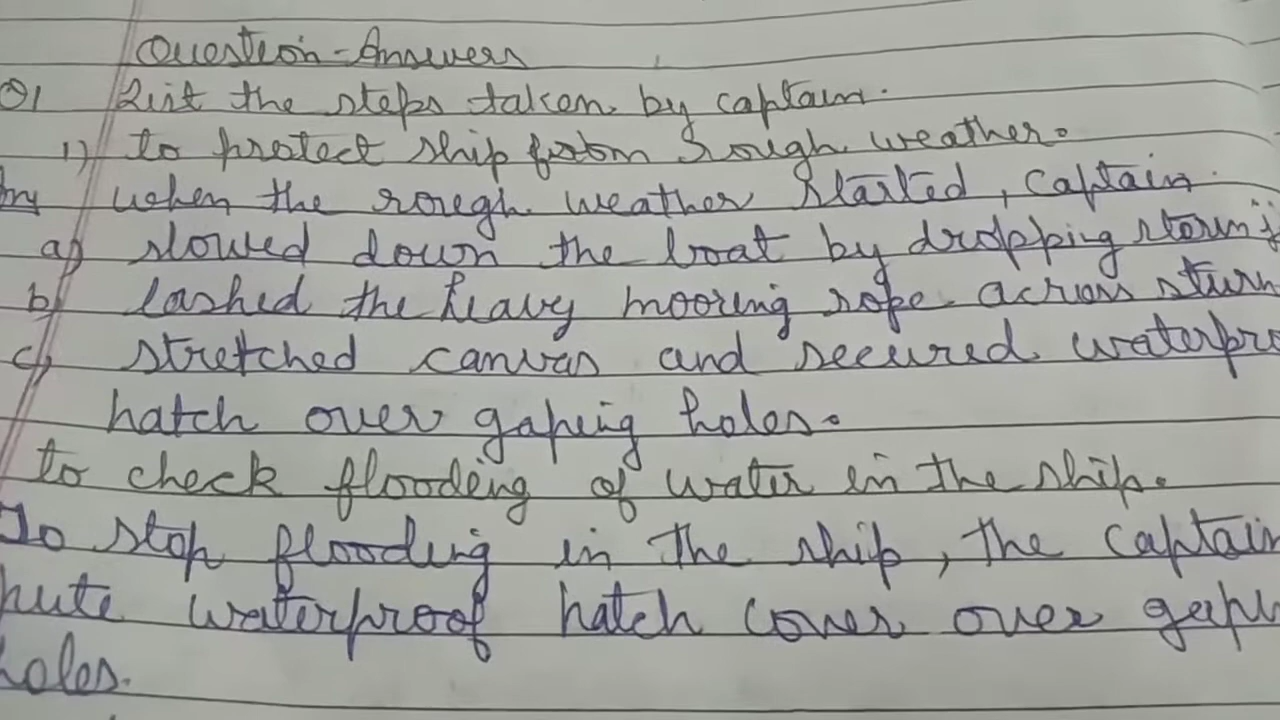 Question-Answers
Q1 List the steps taken by captain.
1) to protect ship from rough weather.
Ans when the rough weather started, captain
a) slowed down the boat by dropping storm j
b) lashed the heavy mooring rope across sturn
c) stretched canvas and secured waterpro
hatch over gaping holes.
to check flooding of water in the ship.
To stop flooding in the ship, the captain
pute waterproof hatch cover over gapi
holes.